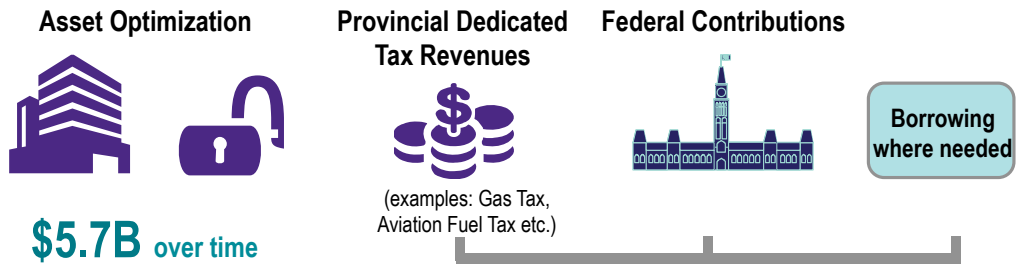 Asset Optimization
$5.7B over time
Provincial Dedicated
Tax Revenues
$
(examples: Gas Tax,
Aviation Fuel Tax etc.)
Federal Contributions
Borrowing
where needed